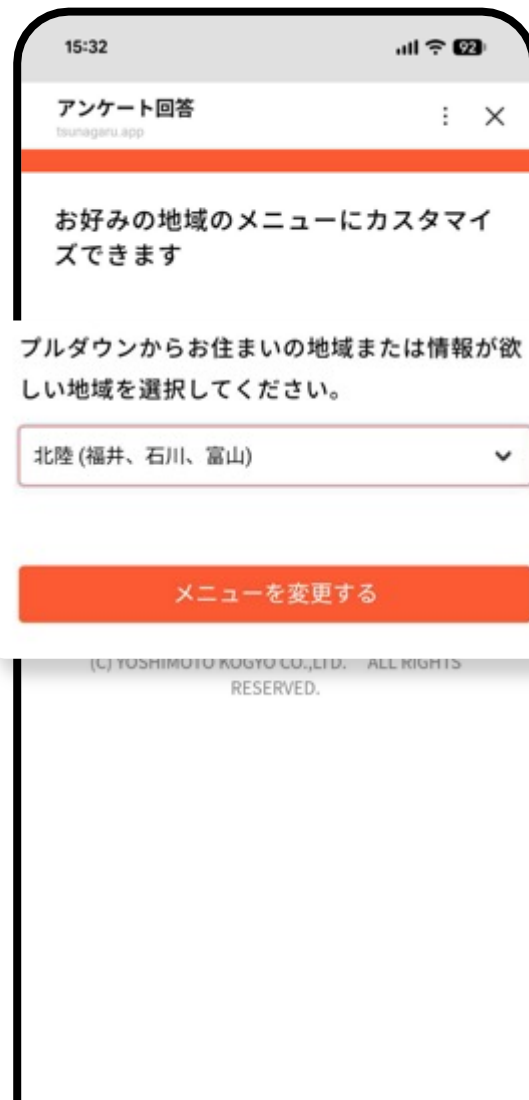 15:32
92
アンケート回答
tsunagaru.app
お好みの地域のメニューにカスタマイ
ズできます
プルダウンからお住まいの地域または情報が欲
しい地域を選択してください。
北陸 (福井、石川、富山)
メニューを変更する
(C) YOSHIMOTO KOGYO CO.,LTD. ALL RIGHTS
RESERVED.